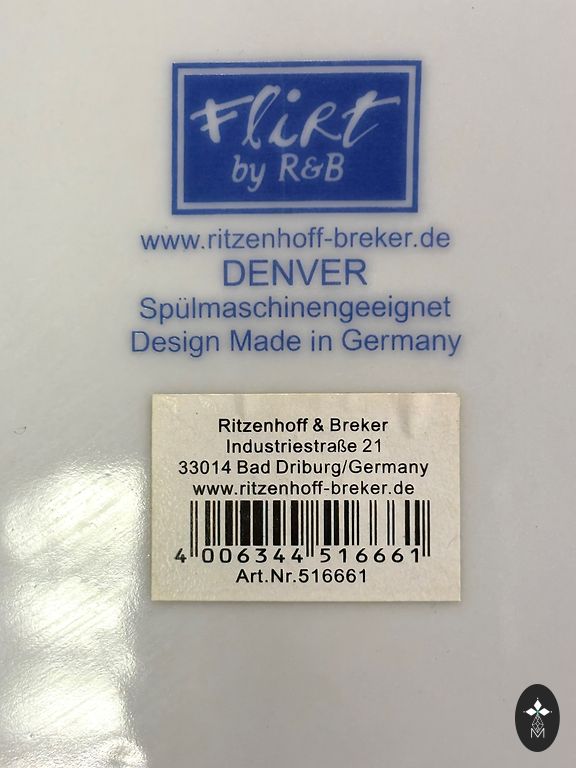 Flirt
by R&B
www.ritzenhoff-breker.de
DENVER
Spülmaschinengeeignet
Design Made in Germany
Ritzenhoff & Breker
Industriestraße 21
33014 Bad Driburg/Germany
www.ritzenhoff-breker.de
4 006344 516661
Art.Nr.516661